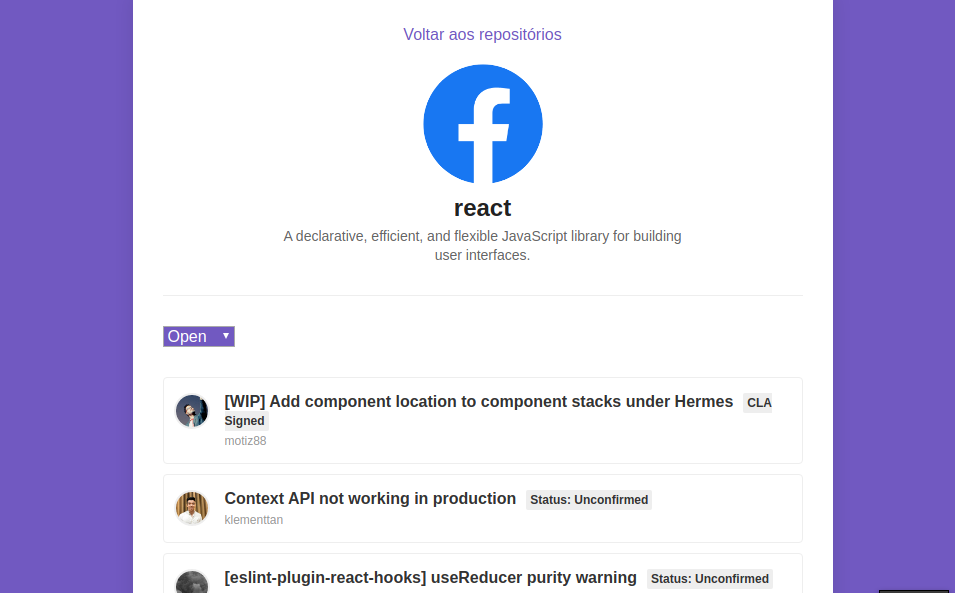 Voltar aos repositórios
react
A declarative, efficient, and flexible JavaScript library for building
user interfaces.
Open
[WIP] Add component location to component stacks under Hermes CLA
Signed
motiz88
Context API not working in production Status: Unconfirmed
klementtan
[eslint-plugin-react-hooks] useReducer purity warning Status: Unconfirmed